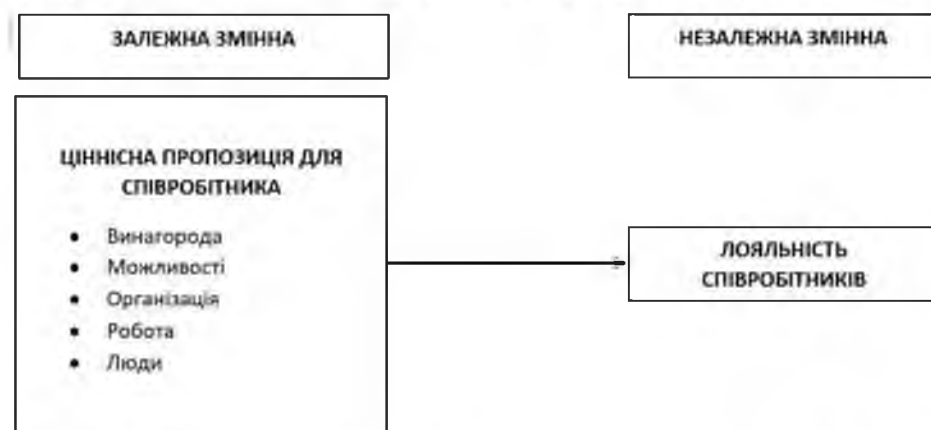 ЗАЛЕЖНА ЗМІННА
НЕЗАЛЕЖНА ЗМІННА
ЦІННІСНА ПРОПОЗИЦІЯ ДЛЯ
СПІВРОБІТНИКА
• Винагорода
• Можливості
• Організація
• Робота
• Люди
ЛОЯЛЬНІСТЬ
СПІВРОБІТНИКІВ